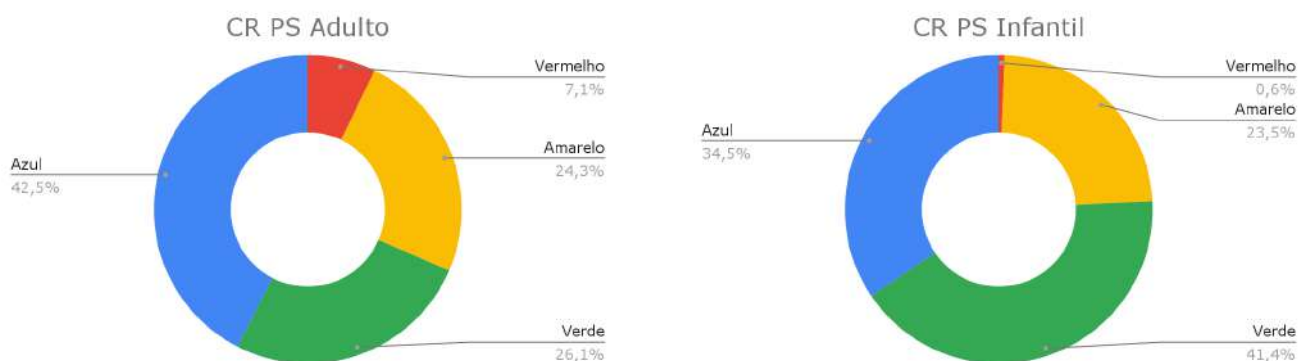 CR PS Adulto
Vermelho
7,1%
Amarelo
24,3%
Azul
42,5%
Verde
26,1%
CR PS Infantil
Vermelho
0,6%
Amarelo
23,5%
Azul
34,5%
Verde
41,4%